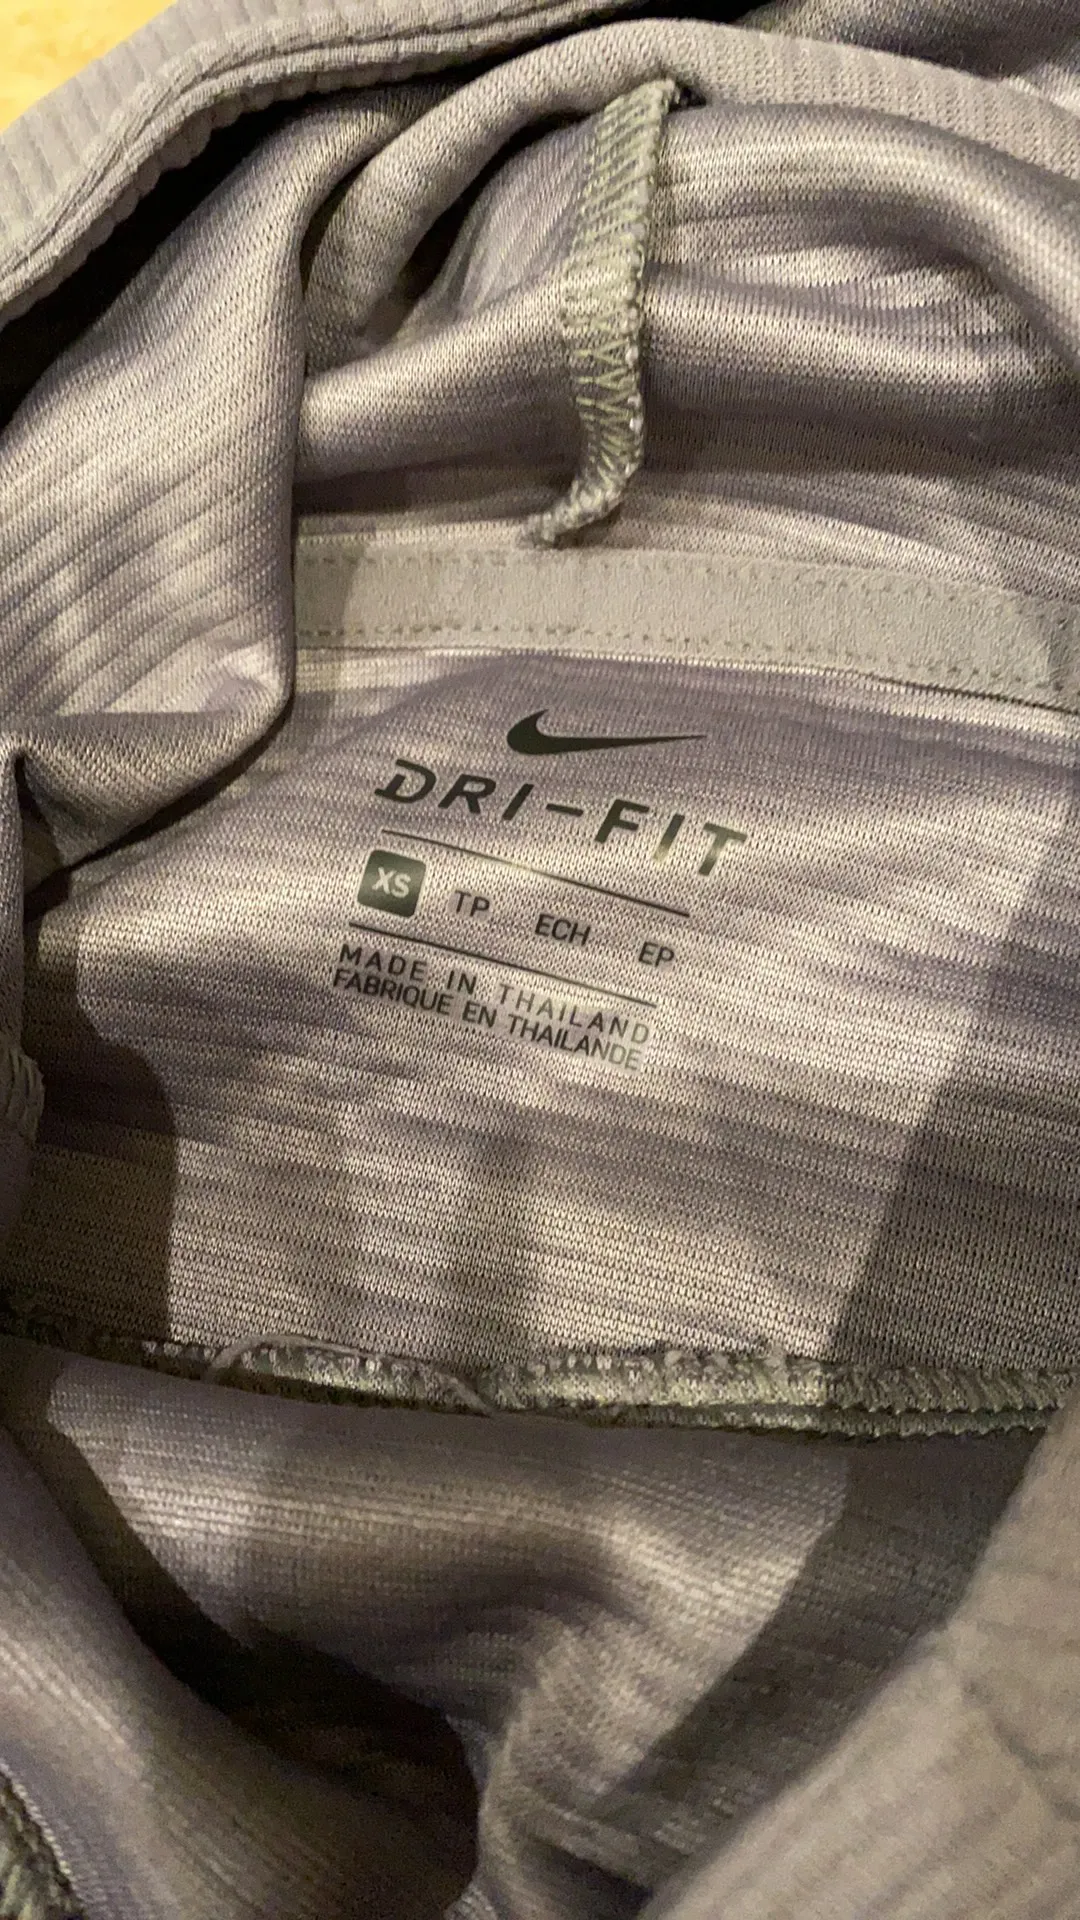 DRI-FIT
XS TP ECH EP
MADE IN THAILAND
FABRIQUE EN THAILANDE